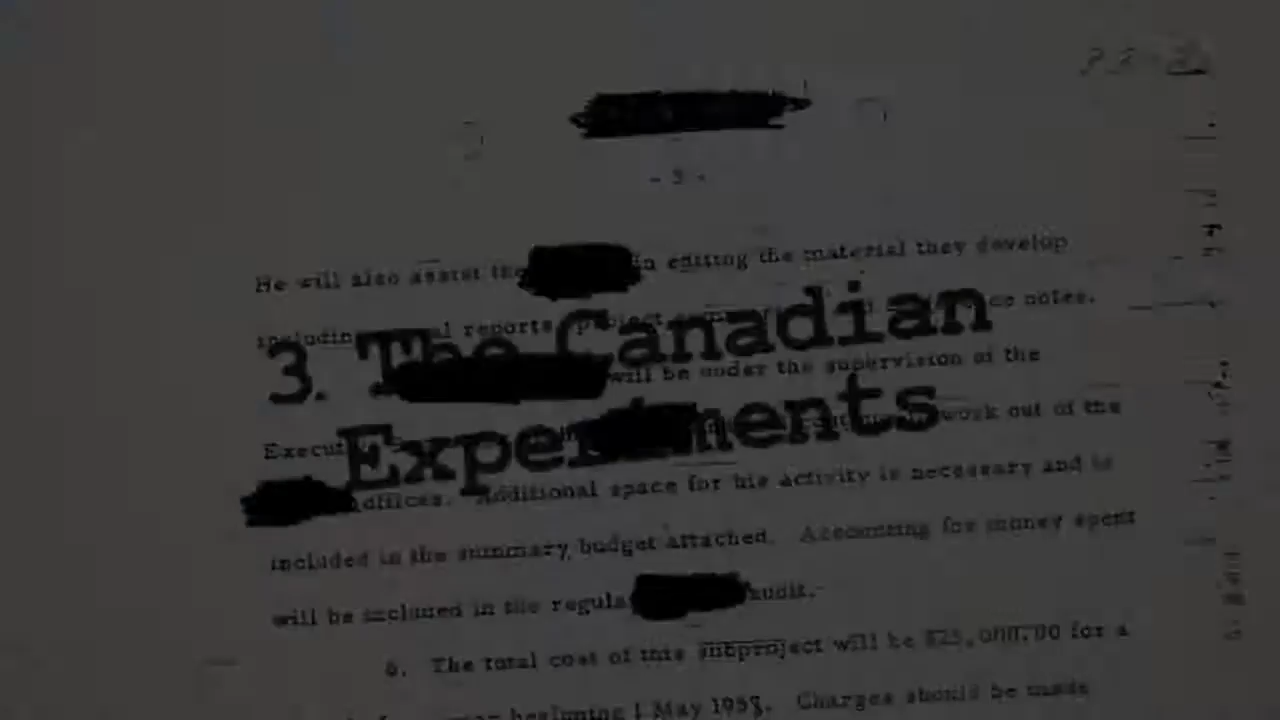 - 3 -
He will also assist the in editing the material they develop
including reports, project notes.
3. The Canadian
will be under the supervision of the
Experiments
work out of the
offices. Additional space for his activity is necessary and is
included in the summary budget attached. Accounting for money spent
will be included in the regular audit.
6. The total cost of this subproject will be $25,000.00 for a
beginning 1 May 195 . Charges should be made